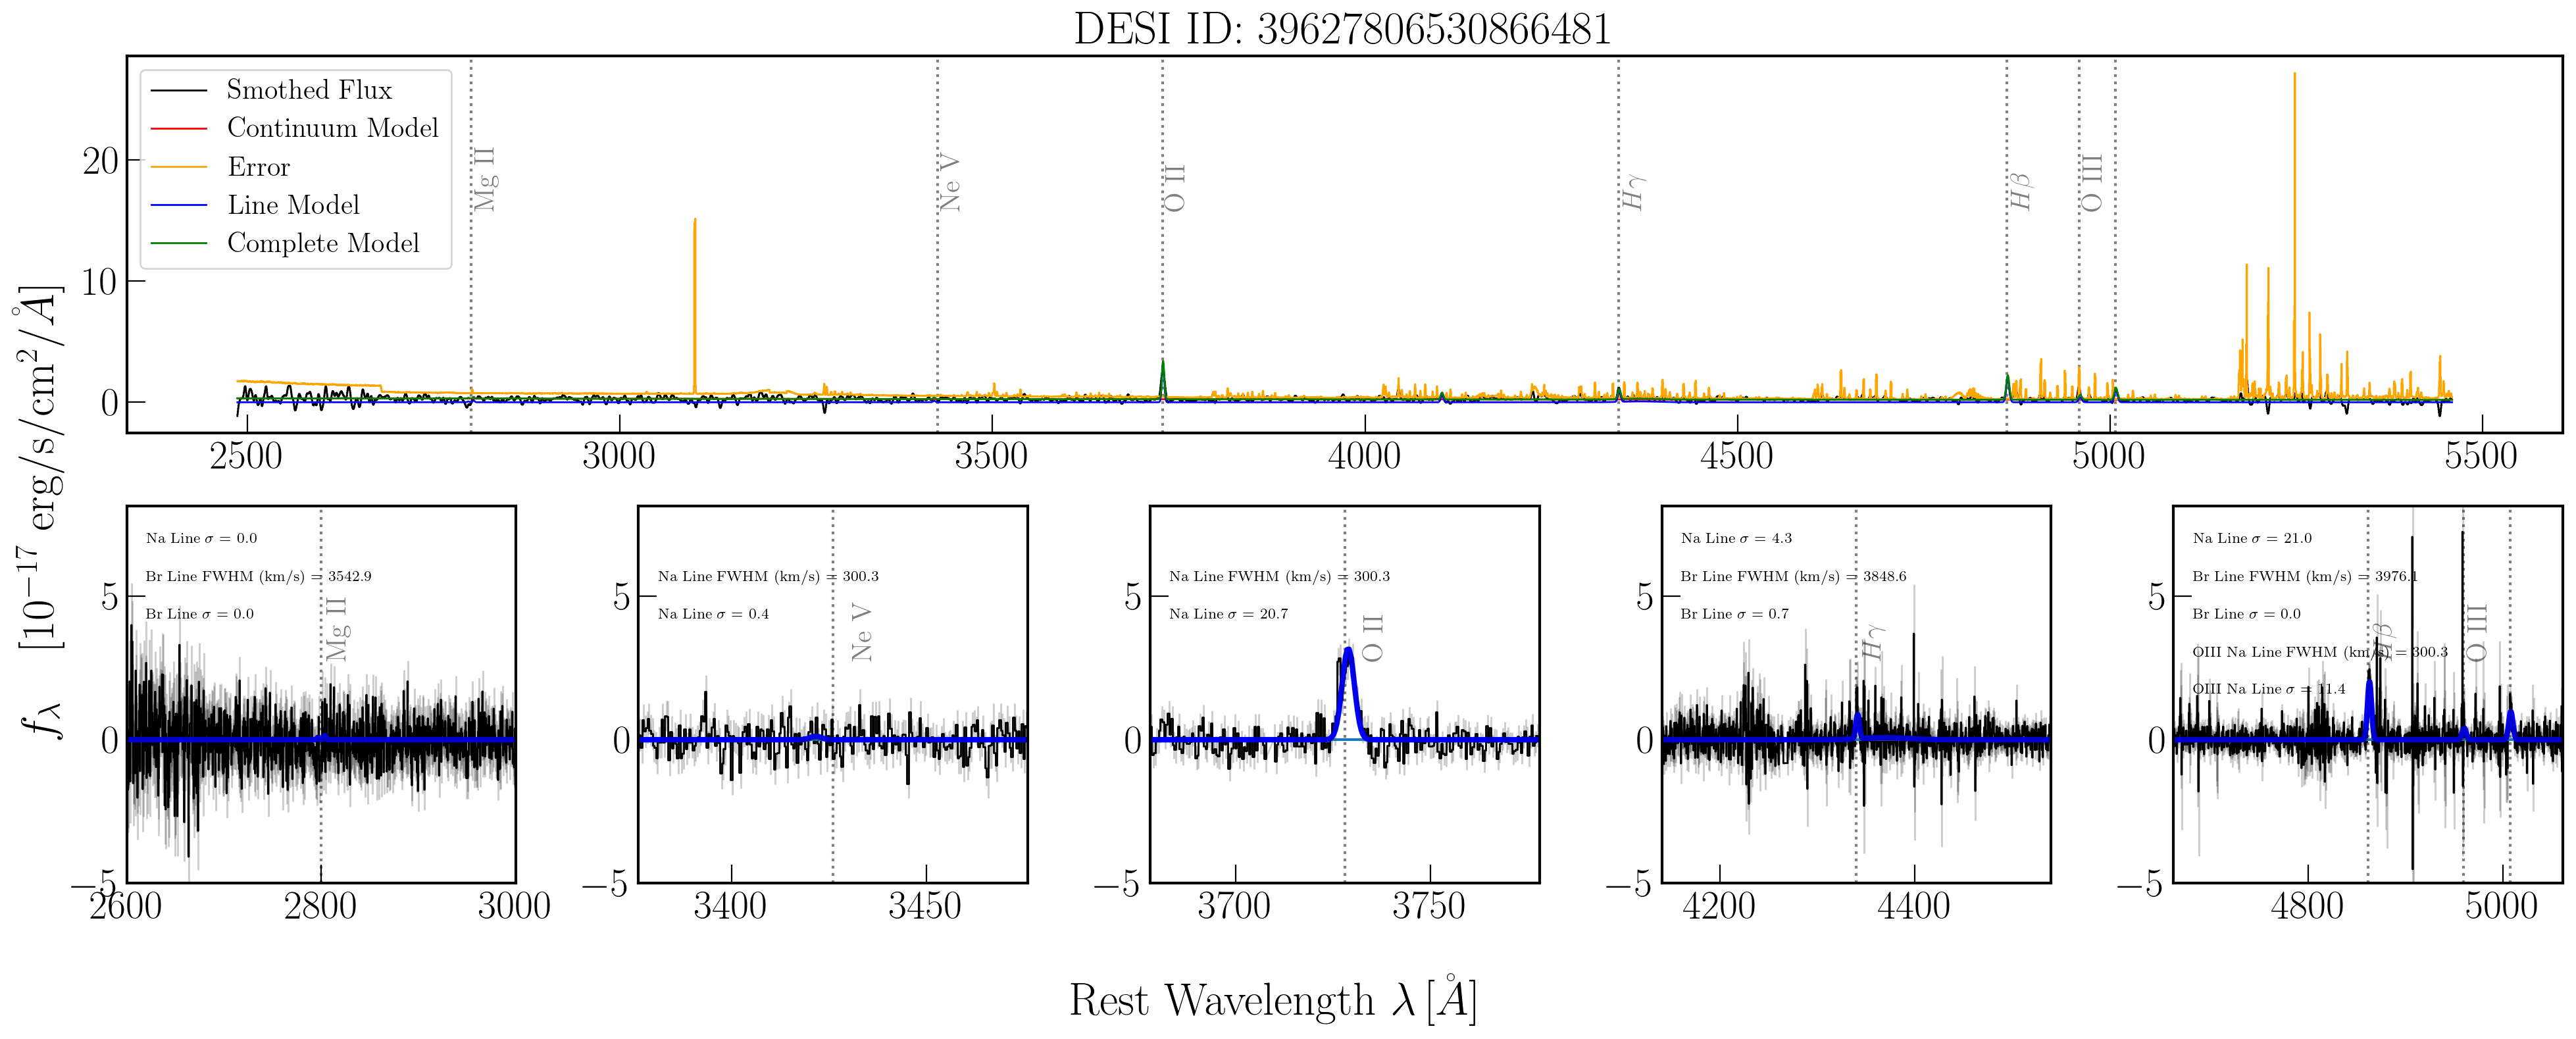 DESI ID: 39627806530866481
Smothed Flux
Continuum Model
Error
Line Model
Complete Model
Mg II
Ne V
O II
Hγ
Hβ
O III
20
10
0
2500 3000 3500 4000 4500 5000 5500
f_λ [10^{-17} erg/s/cm^2/Å]
Na Line σ = 0.0
Br Line FWHM (km/s) = 3542.9
Br Line σ = 0.0
Mg II
5
0
−5
2600 2800 3000
Na Line FWHM (km/s) = 300.3
Na Line σ = 0.4
Ne V
5
0
−5
3400 3450
Na Line FWHM (km/s) = 300.3
Na Line σ = 20.7
O II
5
0
−5
3700 3750
Na Line σ = 4.3
Br Line FWHM (km/s) = 3848.6
Br Line σ = 0.7
Hγ
5
0
−5
4200 4400
Na Line σ = 21.0
Br Line FWHM (km/s) = 3976.1
Br Line σ = 0.0
OIII Na Line FWHM (km/s) = 300.3
OIII Na Line σ = 11.4
Hβ
O III
5
0
−5
4800 5000
Rest Wavelength λ [Å]